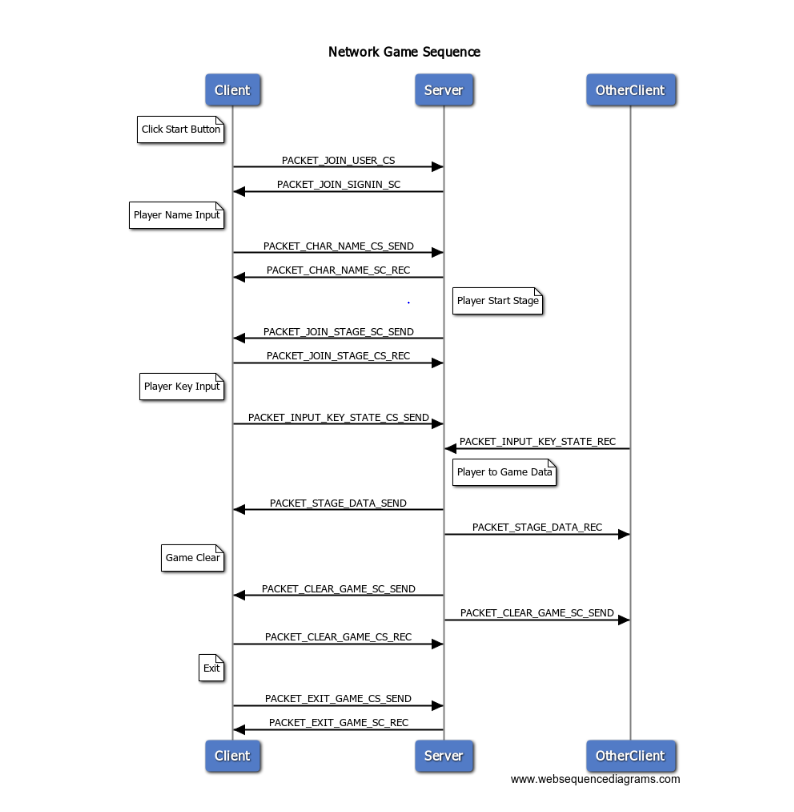 Network Game Sequence
Client
Server
OtherClient
Click Start Button
PACKET_JOIN_USER_CS
PACKET_JOIN_SIGNIN_SC
Player Name Input
PACKET_CHAR_NAME_CS_SEND
PACKET_CHAR_NAME_SC_REC
Player Start Stage
PACKET_JOIN_STAGE_SC_SEND
PACKET_JOIN_STAGE_CS_REC
Player Key Input
PACKET_INPUT_KEY_STATE_CS_SEND
PACKET_INPUT_KEY_STATE_REC
Player to Game Data
PACKET_STAGE_DATA_SEND
PACKET_STAGE_DATA_REC
Game Clear
PACKET_CLEAR_GAME_SC_SEND
PACKET_CLEAR_GAME_SC_SEND
PACKET_CLEAR_GAME_CS_REC
Exit
PACKET_EXIT_GAME_CS_SEND
PACKET_EXIT_GAME_SC_REC
Client
Server
OtherClient
www.websequencediagrams.com